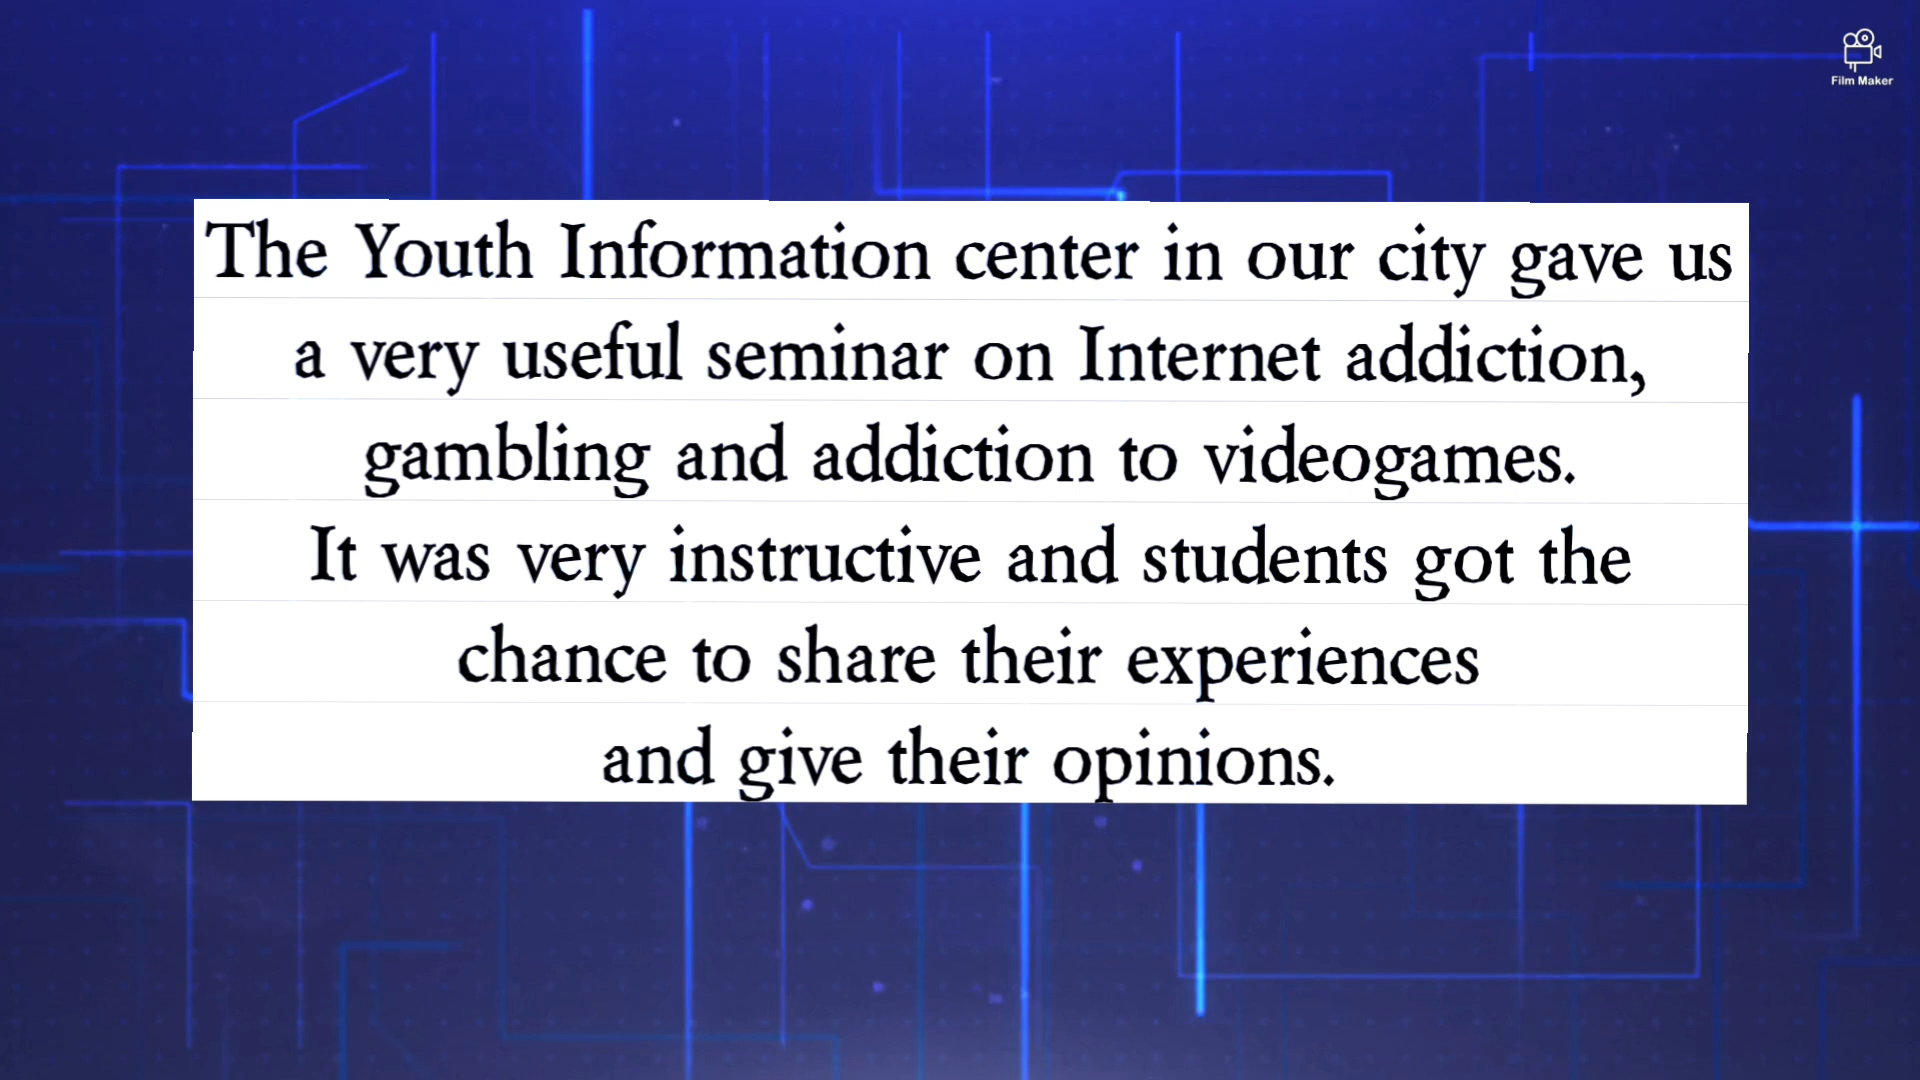 Film Maker
The Youth Information center in our city gave us
a very useful seminar on Internet addiction,
gambling and addiction to videogames.
It was very instructive and students got the
chance to share their experiences
and give their opinions.